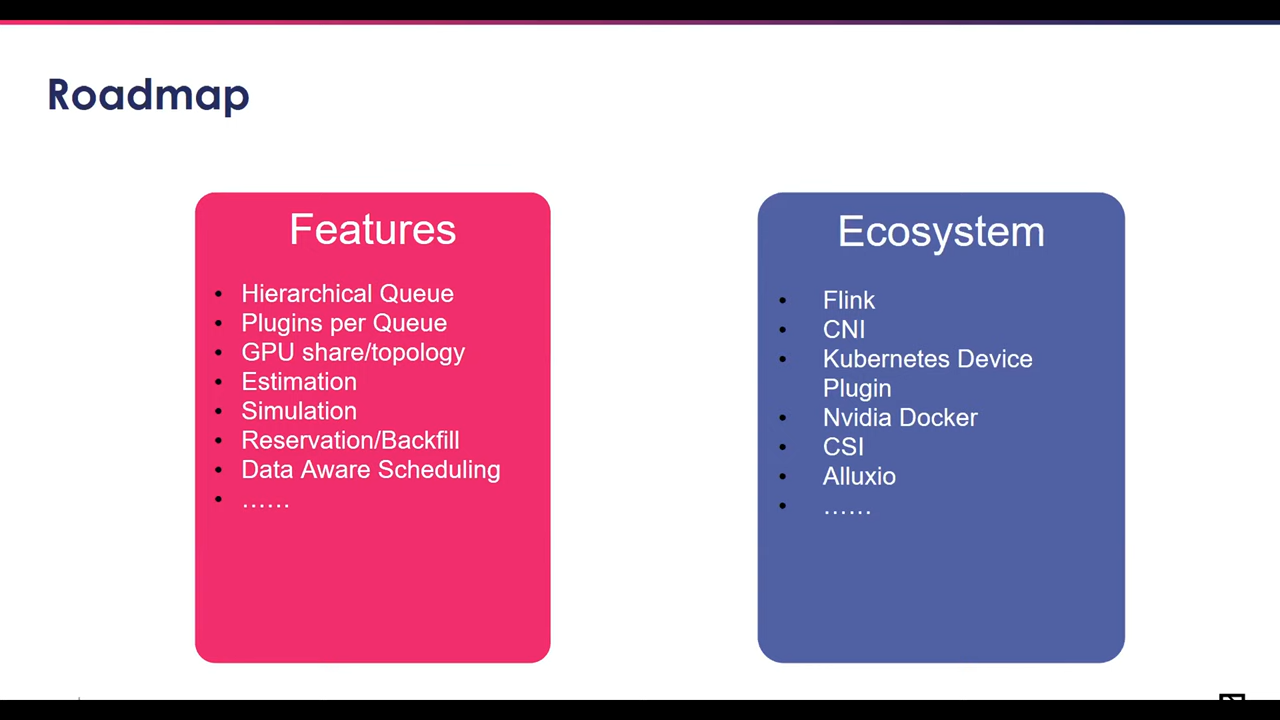 Roadmap
Features
• Hierarchical Queue
• Plugins per Queue
• GPU share/topology
• Estimation
• Simulation
• Reservation/Backfill
• Data Aware Scheduling
• ......
Ecosystem
• Flink
• CNI
• Kubernetes Device
Plugin
• Nvidia Docker
• CSI
• Alluxio
• ......